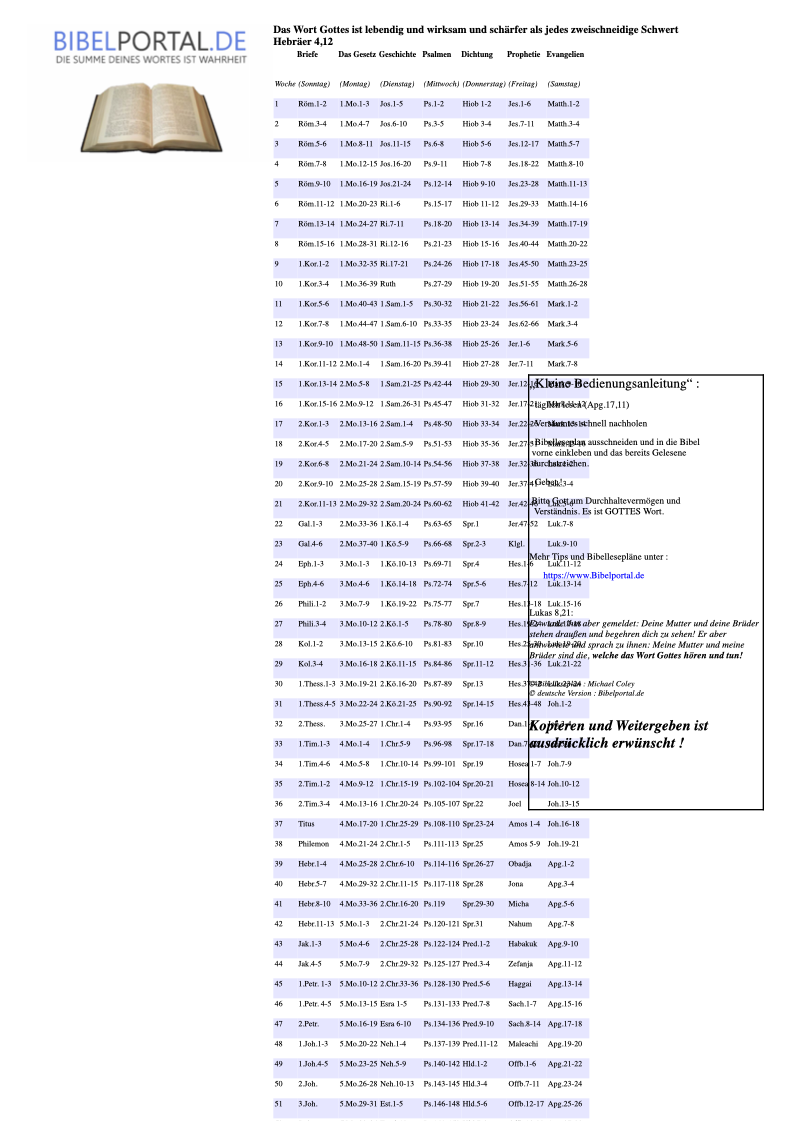 BIBELPORTAL.DE
DIE SUMME DEINES WORTES IST WAHRHEIT
Das Wort Gottes ist lebendig und wirksam und schärfer als jedes zweischneidige Schwert
Hebräer 4,12
Briefe Das Gesetz Geschichte Psalmen Dichtung Prophetie Evangelien
Woche (Sonntag) (Montag) (Dienstag) (Mittwoch) (Donnerstag) (Freitag) (Samstag)
1 Röm.1-2 1.Mo.1-3 Jos.1-5 Ps.1-2 Hiob 1-2 Jes.1-6 Matth.1-2
2 Röm.3-4 1.Mo.4-7 Jos.6-10 Ps.3-5 Hiob 3-4 Jes.7-11 Matth.3-4
3 Röm.5-6 1.Mo.8-11 Jos.11-15 Ps.6-8 Hiob 5-6 Jes.12-17 Matth.5-7
4 Röm.7-8 1.Mo.12-15 Jos.16-20 Ps.9-11 Hiob 7-8 Jes.18-22 Matth.8-10
5 Röm.9-10 1.Mo.16-19 Jos.21-24 Ps.12-14 Hiob 9-10 Jes.23-28 Matth.11-13
6 Röm.11-12 1.Mo.20-23 Ri.1-6 Ps.15-17 Hiob 11-12 Jes.29-33 Matth.14-16
7 Röm.13-14 1.Mo.24-27 Ri.7-11 Ps.18-20 Hiob 13-14 Jes.34-39 Matth.17-19
8 Röm.15-16 1.Mo.28-31 Ri.12-16 Ps.21-23 Hiob 15-16 Jes.40-44 Matth.20-22
9 1.Kor.1-2 1.Mo.32-35 Ri.17-21 Ps.24-26 Hiob 17-18 Jes.45-50 Matth.23-25
10 1.Kor.3-4 1.Mo.36-39 Ruth Ps.27-29 Hiob 19-20 Jes.51-55 Matth.26-28
11 1.Kor.5-6 1.Mo.40-43 1.Sam.1-5 Ps.30-32 Hiob 21-22 Jes.56-61 Mark.1-2
12 1.Kor.7-8 1.Mo.44-47 1.Sam.6-10 Ps.33-35 Hiob 23-24 Jes.62-66 Mark.3-4
13 1.Kor.9-10 1.Mo.48-50 1.Sam.11-15 Ps.36-38 Hiob 25-26 Jer.1-6 Mark.5-6
14 1.Kor.11-12 2.Mo.1-4 1.Sam.16-20 Ps.39-41 Hiob 27-28 Jer.7-11 Mark.7-8
15 1.Kor.13-14 2.Mo.5-8 1.Sam.21-25 Ps.42-44 Hiob 29-30
16 1.Kor.15-16 2.Mo.9-12 1.Sam.26-31 Ps.45-47 Hiob 31-32
17 2.Kor.1-3 2.Mo.13-16 2.Sam.1-4 Ps.48-50 Hiob 33-34
18 2.Kor.4-5 2.Mo.17-20 2.Sam.5-9 Ps.51-53 Hiob 35-36
19 2.Kor.6-8 2.Mo.21-24 2.Sam.10-14 Ps.54-56 Hiob 37-38
20 2.Kor.9-10 2.Mo.25-28 2.Sam.15-19 Ps.57-59 Hiob 39-40
21 2.Kor.11-13 2.Mo.29-32 2.Sam.20-24 Ps.60-62 Hiob 41-42
22 Gal.1-3 2.Mo.33-36 1.Kö.1-4 Ps.63-65 Spr.1 Jer.47-52 Luk.7-8
23 Gal.4-6 2.Mo.37-40 1.Kö.5-9 Ps.66-68 Spr.2-3 Klgl. Luk.9-10
24 Eph.1-3 3.Mo.1-3 1.Kö.10-13 Ps.69-71 Spr.4 Hes.1-6 Luk.11-12
25 Eph.4-6 3.Mo.4-6 1.Kö.14-18 Ps.72-74 Spr.5-6 Hes.7-12 Luk.13-14
26 Phili.1-2 3.Mo.7-9 1.Kö.19-22 Ps.75-77 Spr.7 Hes.13-18 Luk.15-16
27 Phili.3-4 3.Mo.10-12 2.Kö.1-5 Ps.78-80 Spr.8-9
28 Kol.1-2 3.Mo.13-15 2.Kö.6-10 Ps.81-83 Spr.10
29 Kol.3-4 3.Mo.16-18 2.Kö.11-15 Ps.84-86 Spr.11-12 Hes.31-36 Luk.21-22
30 1.Thess.1-3 3.Mo.19-21 2.Kö.16-20 Ps.87-89 Spr.13
31 1.Thess.4-5 3.Mo.22-24 2.Kö.21-25 Ps.90-92 Spr.14-15 Hes.43-48 Joh.1-2
32 2.Thess. 3.Mo.25-27 1.Chr.1-4 Ps.93-95 Spr.16
33 1.Tim.1-3 4.Mo.1-4 1.Chr.5-9 Ps.96-98 Spr.17-18
34 1.Tim.4-6 4.Mo.5-8 1.Chr.10-14 Ps.99-101 Spr.19 Hosea 1-7 Joh.7-9
35 2.Tim.1-2 4.Mo.9-12 1.Chr.15-19 Ps.102-104 Spr.20-21 Hosea 8-14 Joh.10-12
36 2.Tim.3-4 4.Mo.13-16 1.Chr.20-24 Ps.105-107 Spr.22 Joel Joh.13-15
37 Titus 4.Mo.17-20 1.Chr.25-29 Ps.108-110 Spr.23-24 Amos 1-4 Joh.16-18
38 Philemon 4.Mo.21-24 2.Chr.1-5 Ps.111-113 Spr.25 Amos 5-9 Joh.19-21
39 Hebr.1-4 4.Mo.25-28 2.Chr.6-10 Ps.114-116 Spr.26-27 Obadja Apg.1-2
40 Hebr.5-7 4.Mo.29-32 2.Chr.11-15 Ps.117-118 Spr.28 Jona Apg.3-4
41 Hebr.8-10 4.Mo.33-36 2.Chr.16-20 Ps.119 Spr.29-30 Micha Apg.5-6
42 Hebr.11-13 5.Mo.1-3 2.Chr.21-24 Ps.120-121 Spr.31 Nahum Apg.7-8
43 Jak.1-3 5.Mo.4-6 2.Chr.25-28 Ps.122-124 Pred.1-2 Habakuk Apg.9-10
44 Jak.4-5 5.Mo.7-9 2.Chr.29-32 Ps.125-127 Pred.3-4 Zefanja Apg.11-12
45 1.Petr. 1-3 5.Mo.10-12 2.Chr.33-36 Ps.128-130 Pred.5-6 Haggai Apg.13-14
46 1.Petr. 4-5 5.Mo.13-15 Esra 1-5 Ps.131-133 Pred.7-8 Sach.1-7 Apg.15-16
47 2.Petr. 5.Mo.16-19 Esra 6-10 Ps.134-136 Pred.9-10 Sach.8-14 Apg.17-18
48 1.Joh.1-3 5.Mo.20-22 Neh.1-4 Ps.137-139 Pred.11-12 Maleachi Apg.19-20
49 1.Joh.4-5 5.Mo.23-25 Neh.5-9 Ps.140-142 Hld.1-2 Offb.1-6 Apg.21-22
50 2.Joh. 5.Mo.26-28 Neh.10-13 Ps.143-145 Hld.3-4 Offb.7-11 Apg.23-24
51 3.Joh. 5.Mo.29-31 Est.1-5 Ps.146-148 Hld.5-6 Offb.12-17 Apg.25-26
„Kleine Bedienungsanleitung“ :
täglich lesen (Apg.17,11)
Versäumtes schnell nachholen
Bibelleseplan ausschneiden und in die Bibel
vorne einkleben und das bereits Gelesene
durchstreichen.
Gebet !
Bitte Gott um Durchhaltevermögen und
Verständnis. Es ist GOTTES Wort.
Mehr Tips und Bibellesepläne unter :
https://www.Bibelportal.de
Lukas 8,21:
Es wurde ihm aber gemeldet: Deine Mutter und deine Brüder
stehen draußen und begehren dich zu sehen! Er aber
antwortete und sprach zu ihnen: Meine Mutter und meine
Brüder sind die, welche das Wort Gottes hören und tun!
© Bibelleseplan : Michael Coley
© deutsche Version : Bibelportal.de
Kopieren und Weitergeben ist
ausdrücklich erwünscht !